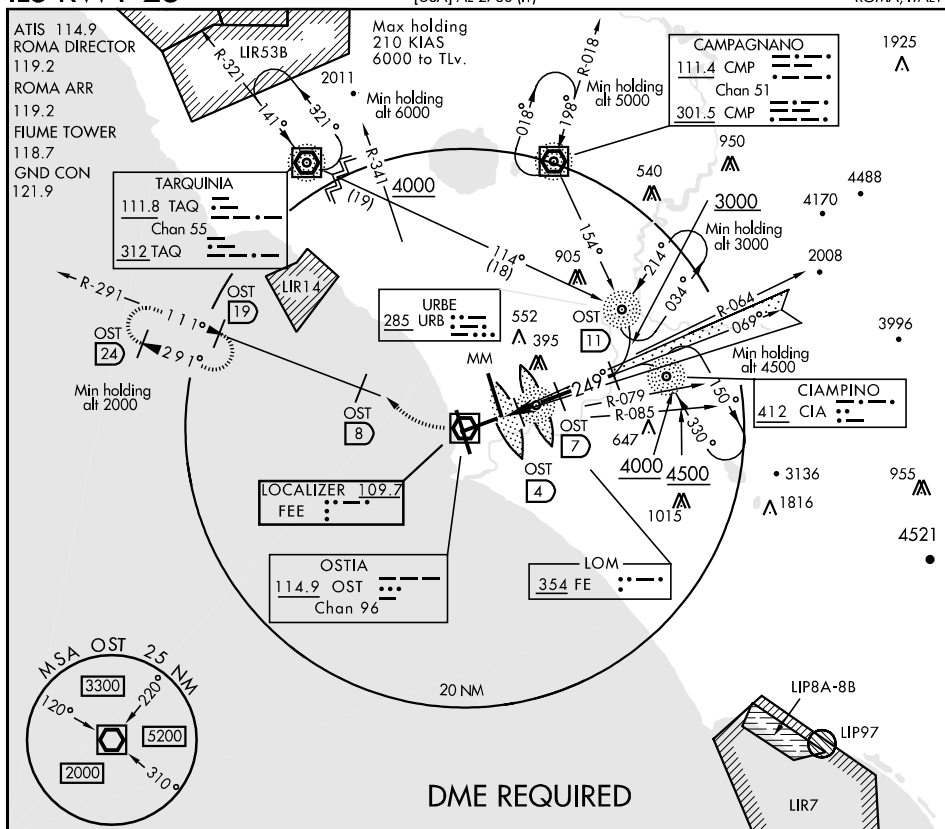 ATIS 114.9
ROMA DIRECTOR
119.2
ROMA ARR
119.2
FIUME TOWER
118.7
GND CON
121.9
LIR53B
R-321
141°
321°
2011
Max holding
210 KIAS
6000 to TLv.
Min holding
alt 6000
R-341
4000
(19)
R-018
018°
198°
Min holding
alt 5000
CAMPAGNANO
111.4 CMP
Chan 51
301.5 CMP
1925
950
540
3000
4488
4170
Min holding
alt 3000
2008
TARQUINIA
111.8 TAQ
Chan 55
312 TAQ
114°
(18)
154°
905
214°
034°
R-064
069°
3996
LIR14
R-291
111°
291°
OST
19
OST
24
Min holding
alt 2000
URBE
285 URB
552
395
OST
11
MM
249°
Min holding
alt 4500
CIAMPINO
412 CIA
R-079
R-085
150°
330°
OST
8
OST
7
OST
4
647
4000
4500
1015
3136
1816
955
4521
LOCALIZER 109.7
FEE
OSTIA
114.9 OST
Chan 96
LOM
354 FE
20 NM
MSA OST 25 NM
3300
120°
220°
5200
2000
310°
DME REQUIRED
LIP8A-8B
LIP97
LIR7